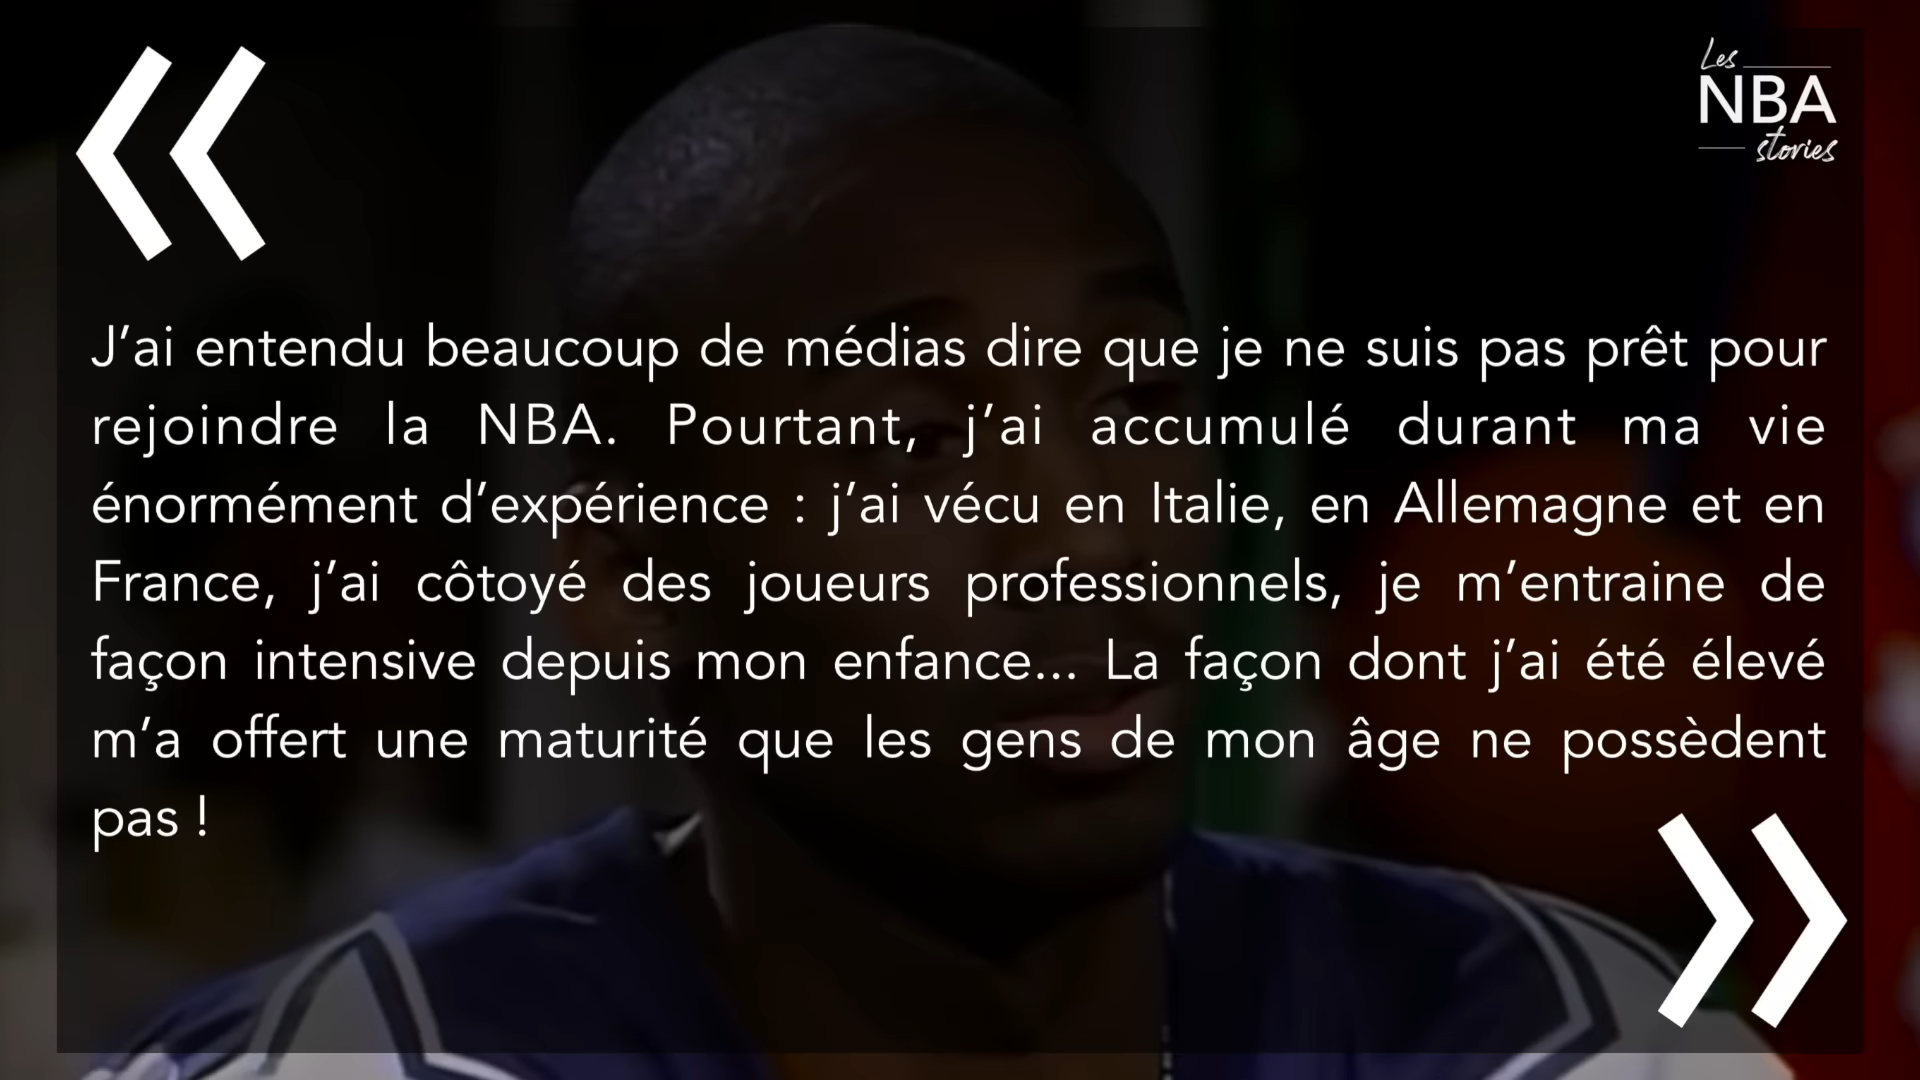 Les
NBA
stories
«
J’ai entendu beaucoup de médias dire que je ne suis pas prêt pour
rejoindre la NBA. Pourtant, j’ai accumulé durant ma vie
énormément d’expérience : j’ai vécu en Italie, en Allemagne et en
France, j’ai côtoyé des joueurs professionnels, je m’entraine de
façon intensive depuis mon enfance... La façon dont j’ai été élevé
m’a offert une maturité que les gens de mon âge ne possèdent
pas !
»